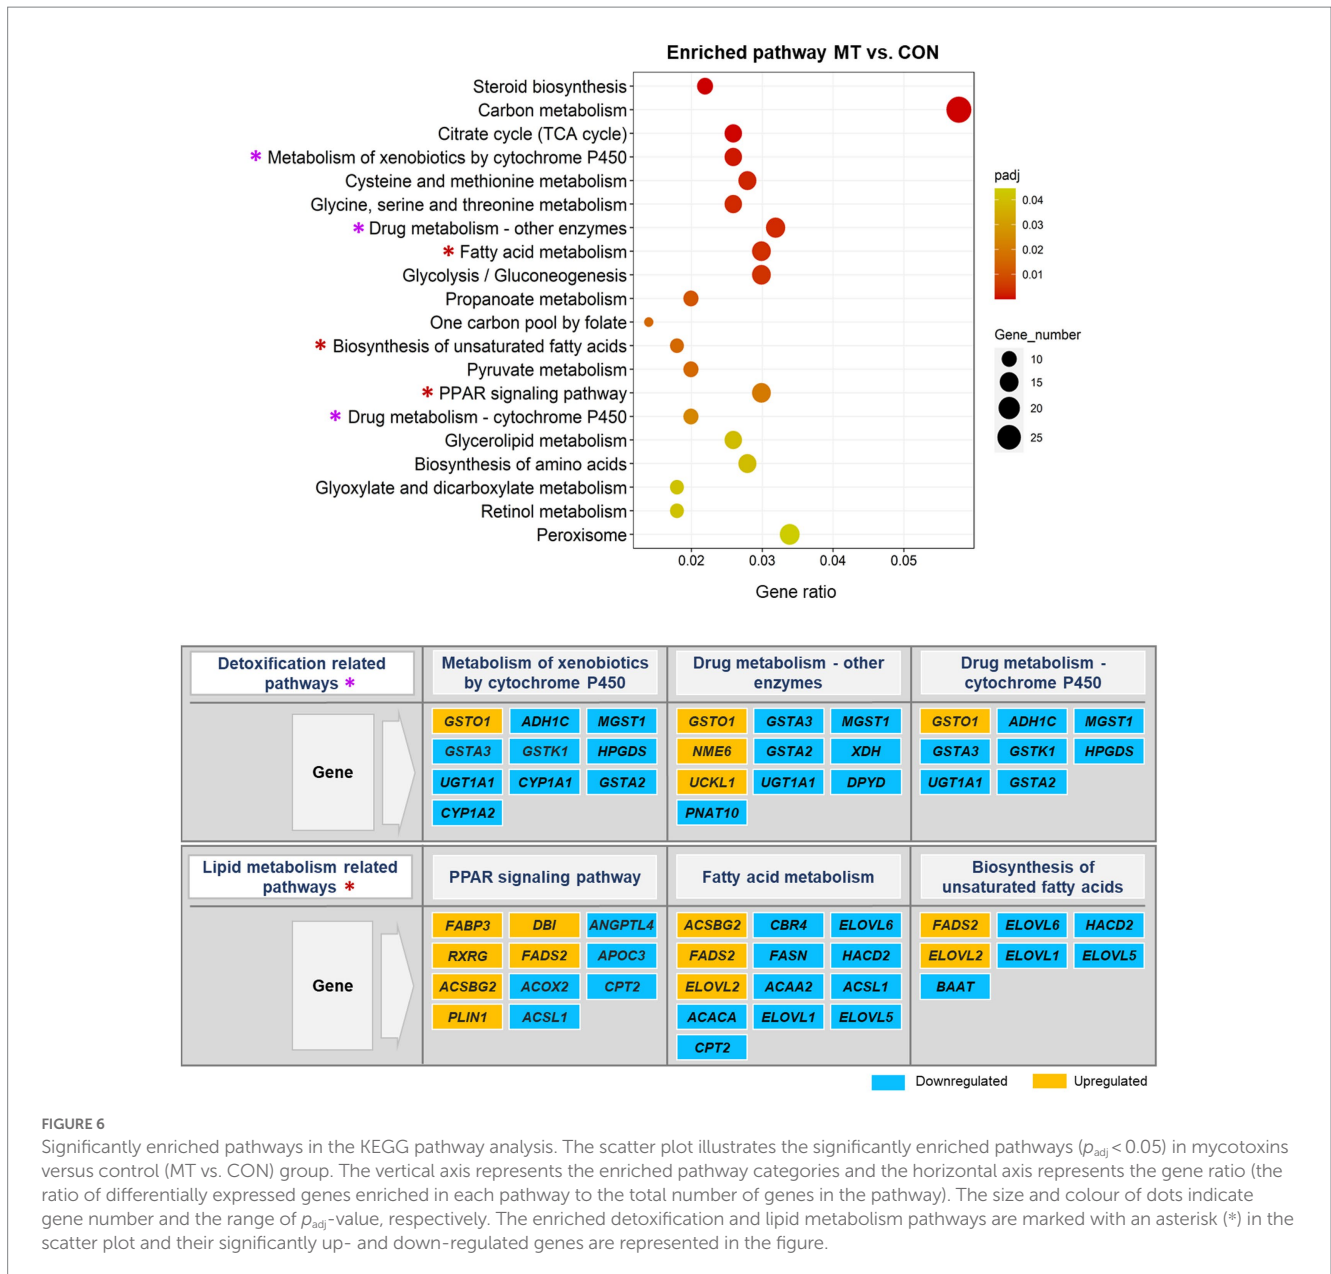 Enriched pathway MT vs. CON
Steroid biosynthesis
Carbon metabolism
Citrate cycle (TCA cycle)
* Metabolism of xenobiotics by cytochrome P450
Cysteine and methionine metabolism
Glycine, serine and threonine metabolism
* Drug metabolism - other enzymes
* Fatty acid metabolism
Glycolysis / Gluconeogenesis
Propanoate metabolism
One carbon pool by folate
* Biosynthesis of unsaturated fatty acids
Pyruvate metabolism
* PPAR signaling pathway
* Drug metabolism - cytochrome P450
Glycerolipid metabolism
Biosynthesis of amino acids
Glyoxylate and dicarboxylate metabolism
Retinol metabolism
Peroxisome
0.02 0.03 0.04 0.05
Gene ratio
padj
0.04
0.03
0.02
0.01
Gene_number
10
15
20
25
Detoxification related
pathways *
Metabolism of xenobiotics
by cytochrome P450
Drug metabolism - other
enzymes
Drug metabolism -
cytochrome P450
Gene
GSTO1 ADH1C MGST1
GSTA3 GSTK1 HPGDS
UGT1A1 CYP1A1 GSTA2
CYP1A2
GSTO1 GSTA3 MGST1
NME6 GSTA2 XDH
UCKL1 UGT1A1 DPYD
PNAT10
GSTO1 ADH1C MGST1
GSTA3 GSTK1 HPGDS
UGT1A1 GSTA2
Lipid metabolism related
pathways *
PPAR signaling pathway
Fatty acid metabolism
Biosynthesis of
unsaturated fatty acids
Gene
FABP3 DBI ANGPTL4
RXRG FADS2 APOC3
ACSBG2 ACOX2 CPT2
PLIN1 ACSL1
ACSBG2 CBR4 ELOVL6
FADS2 FASN HACD2
ELOVL2 ACAA2 ACSL1
ACACA ELOVL1 ELOVL5
CPT2
FADS2 ELOVL6 HACD2
ELOVL2 ELOVL1 ELOVL5
BAAT
Downregulated Upregulated
FIGURE 6
Significantly enriched pathways in the KEGG pathway analysis. The scatter plot illustrates the significantly enriched pathways (padj < 0.05) in mycotoxins
versus control (MT vs. CON) group. The vertical axis represents the enriched pathway categories and the horizontal axis represents the gene ratio (the
ratio of differentially expressed genes enriched in each pathway to the total number of genes in the pathway). The size and colour of dots indicate
gene number and the range of padj-value, respectively. The enriched detoxification and lipid metabolism pathways are marked with an asterisk (*) in the
scatter plot and their significantly up- and down-regulated genes are represented in the figure.